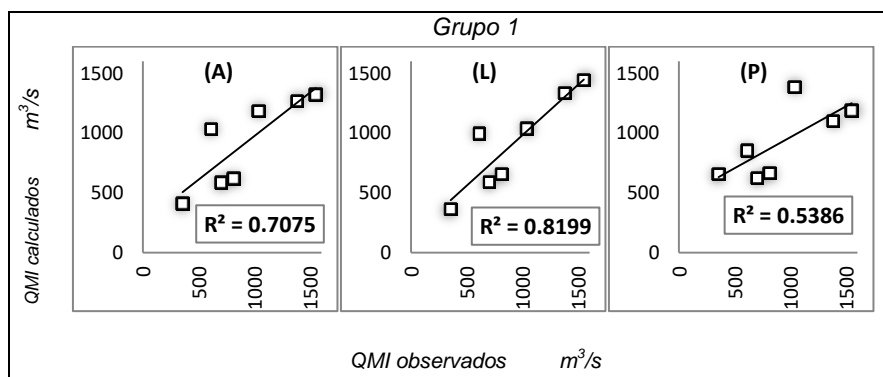 Grupo 1
QMI calculados m³/s
(A)
1500
1000
500
0
R² = 0.7075
0 500 1000 1500
(L)
1500
1000
500
0
R² = 0.8199
0 500 1000 1500
(P)
1500
1000
500
0
R² = 0.5386
0 500 1000 1500
QMI observados m³/s